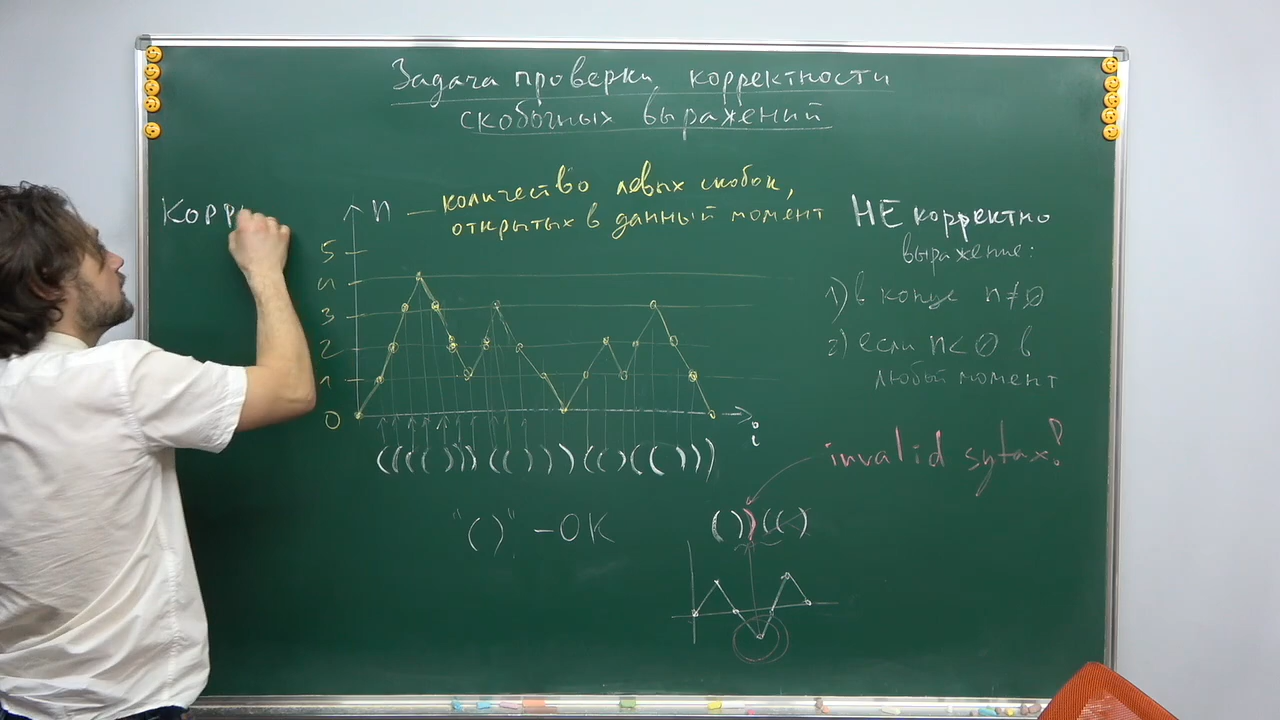 Задача проверки корректности
скобочных выражений
Корр
n — количество левых скобок,
открытых в данный момент
5
4
3
2
1
0
i
(((()))(()))(()(()))
"()" - OK
НЕ корректно
выражение:
1) в конце n≠0
2) если n<0 в
любой момент
invalid sytax!
())(()